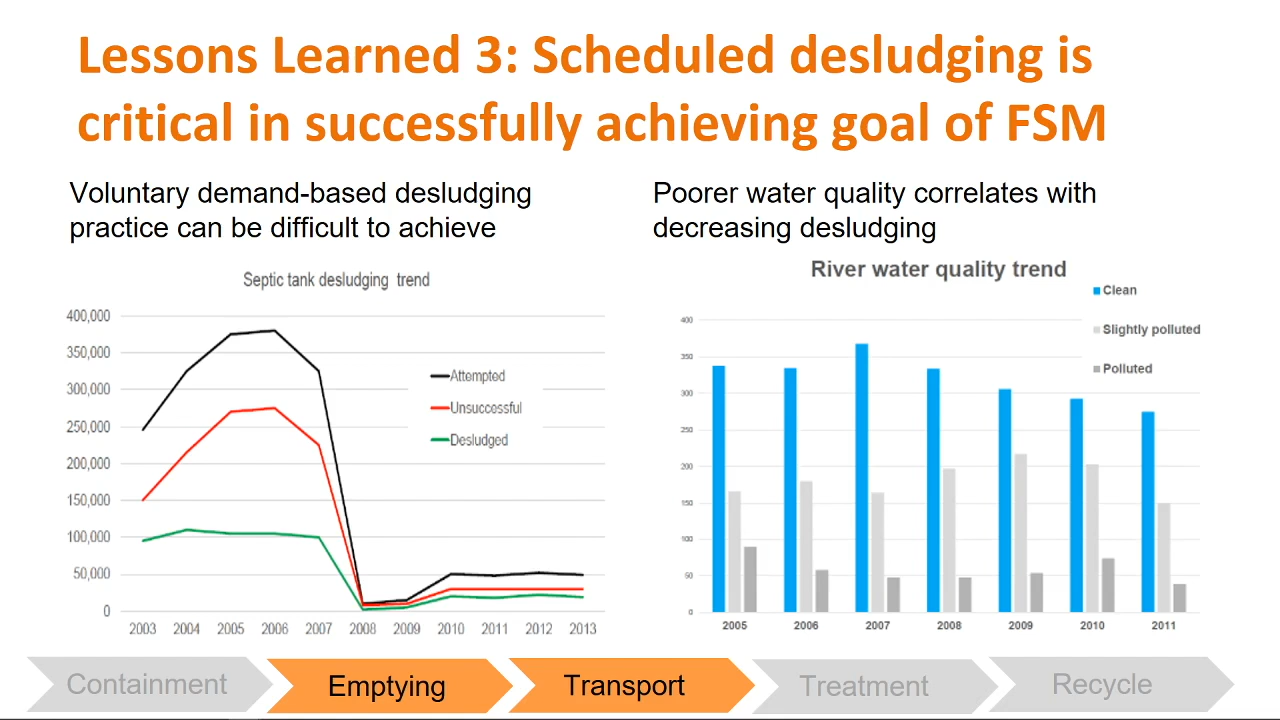 Lessons Learned 3: Scheduled desludging is
critical in successfully achieving goal of FSM
Voluntary demand-based desludging
practice can be difficult to achieve
Septic tank desludging trend
400,000
350,000
300,000
250,000
200,000
150,000
100,000
50,000
0
Attempted
Unsuccessful
Desludged
2003 2004 2005 2006 2007 2008 2009 2010 2011 2012 2013
Poorer water quality correlates with
decreasing desludging
River water quality trend
Clean
Slightly polluted
Polluted
400
350
300
250
200
150
100
50
0
2005 2006 2007 2008 2009 2010 2011
Containment Emptying Transport Treatment Recycle